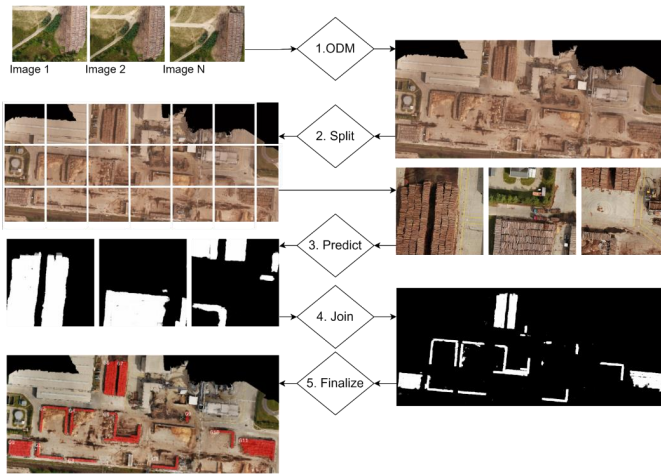 1.ODM
Image 1
Image 2
Image N
2. Split
3. Predict
4. Join
5. Finalize